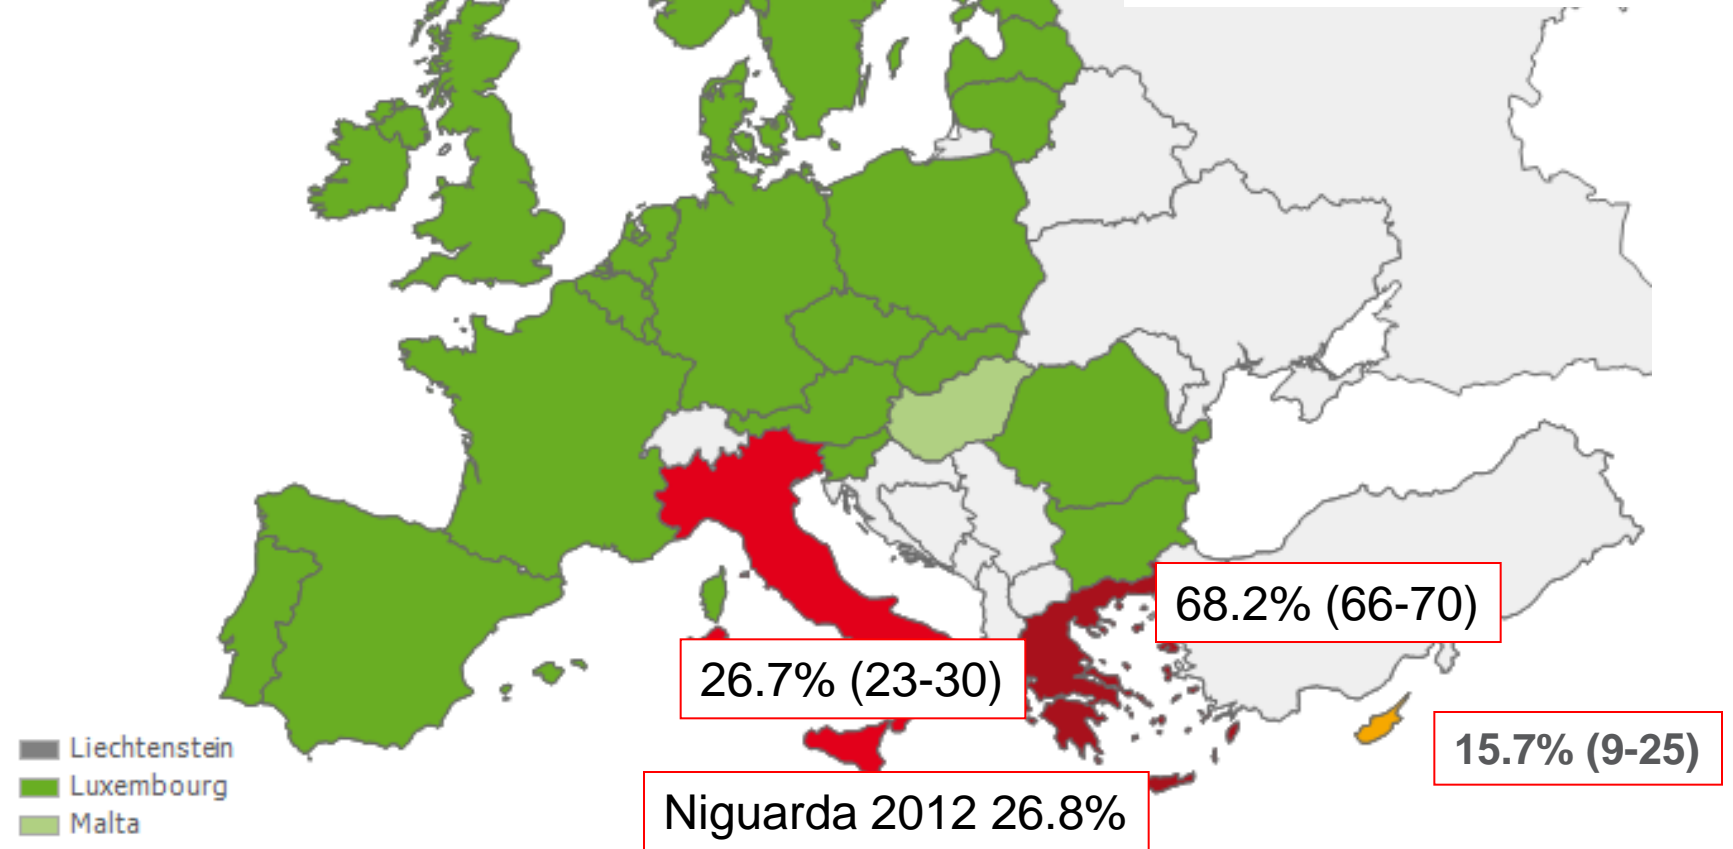 68.2% (66-70)
26.7% (23-30)
15.7% (9-25)
Liechtenstein
Luxembourg
Malta
Niguarda 2012 26.8%